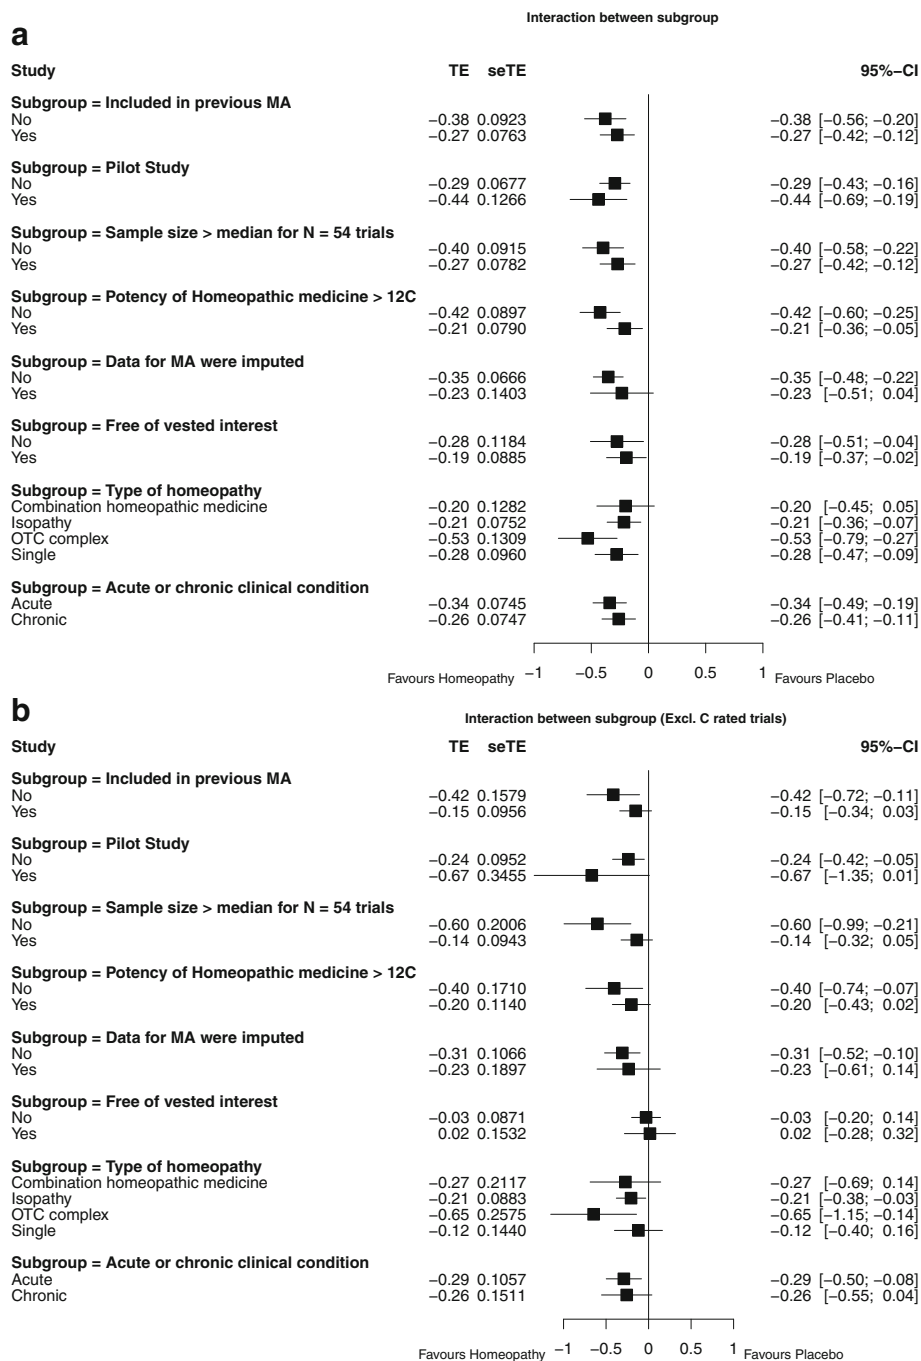 a
Interaction between subgroup
Study TE seTE 95%−CI
Subgroup = Included in previous MA
No −0.38 0.0923 −0.38 [−0.56; −0.20]
Yes −0.27 0.0763 −0.27 [−0.42; −0.12]
Subgroup = Pilot Study
No −0.29 0.0677 −0.29 [−0.43; −0.16]
Yes −0.44 0.1266 −0.44 [−0.69; −0.19]
Subgroup = Sample size > median for N = 54 trials
No −0.40 0.0915 −0.40 [−0.58; −0.22]
Yes −0.27 0.0782 −0.27 [−0.42; −0.12]
Subgroup = Potency of Homeopathic medicine > 12C
No −0.42 0.0897 −0.42 [−0.60; −0.25]
Yes −0.21 0.0790 −0.21 [−0.36; −0.05]
Subgroup = Data for MA were imputed
No −0.35 0.0666 −0.35 [−0.48; −0.22]
Yes −0.23 0.1403 −0.23 [−0.51; 0.04]
Subgroup = Free of vested interest
No −0.28 0.1184 −0.28 [−0.51; −0.04]
Yes −0.19 0.0885 −0.19 [−0.37; −0.02]
Subgroup = Type of homeopathy
Combination homeopathic medicine −0.20 0.1282 −0.20 [−0.45; 0.05]
Isopathy −0.21 0.0752 −0.21 [−0.36; −0.07]
OTC complex −0.53 0.1309 −0.53 [−0.79; −0.27]
Single −0.28 0.0960 −0.28 [−0.47; −0.09]
Subgroup = Acute or chronic clinical condition
Acute −0.34 0.0745 −0.34 [−0.49; −0.19]
Chronic −0.26 0.0747 −0.26 [−0.41; −0.11]
Favours Homeopathy −1 −0.5 0 0.5 1 Favours Placebo
b
Interaction between subgroup (Excl. C rated trials)
Study TE seTE 95%−CI
Subgroup = Included in previous MA
No −0.42 0.1579 −0.42 [−0.72; −0.11]
Yes −0.15 0.0956 −0.15 [−0.34; 0.03]
Subgroup = Pilot Study
No −0.24 0.0952 −0.24 [−0.42; −0.05]
Yes −0.67 0.3455 −0.67 [−1.35; 0.01]
Subgroup = Sample size > median for N = 54 trials
No −0.60 0.2006 −0.60 [−0.99; −0.21]
Yes −0.14 0.0943 −0.14 [−0.32; 0.05]
Subgroup = Potency of Homeopathic medicine > 12C
No −0.40 0.1710 −0.40 [−0.74; −0.07]
Yes −0.20 0.1140 −0.20 [−0.43; 0.02]
Subgroup = Data for MA were imputed
No −0.31 0.1066 −0.31 [−0.52; −0.10]
Yes −0.23 0.1897 −0.23 [−0.61; 0.14]
Subgroup = Free of vested interest
No −0.03 0.0871 −0.03 [−0.20; 0.14]
Yes 0.02 0.1532 0.02 [−0.28; 0.32]
Subgroup = Type of homeopathy
Combination homeopathic medicine −0.27 0.2117 −0.27 [−0.69; 0.14]
Isopathy −0.21 0.0883 −0.21 [−0.38; −0.03]
OTC complex −0.65 0.2575 −0.65 [−1.15; −0.14]
Single −0.12 0.1440 −0.12 [−0.40; 0.16]
Subgroup = Acute or chronic clinical condition
Acute −0.29 0.1057 −0.29 [−0.50; −0.08]
Chronic −0.26 0.1511 −0.26 [−0.55; 0.04]
Favours Homeopathy −1 −0.5 0 0.5 1 Favours Placebo